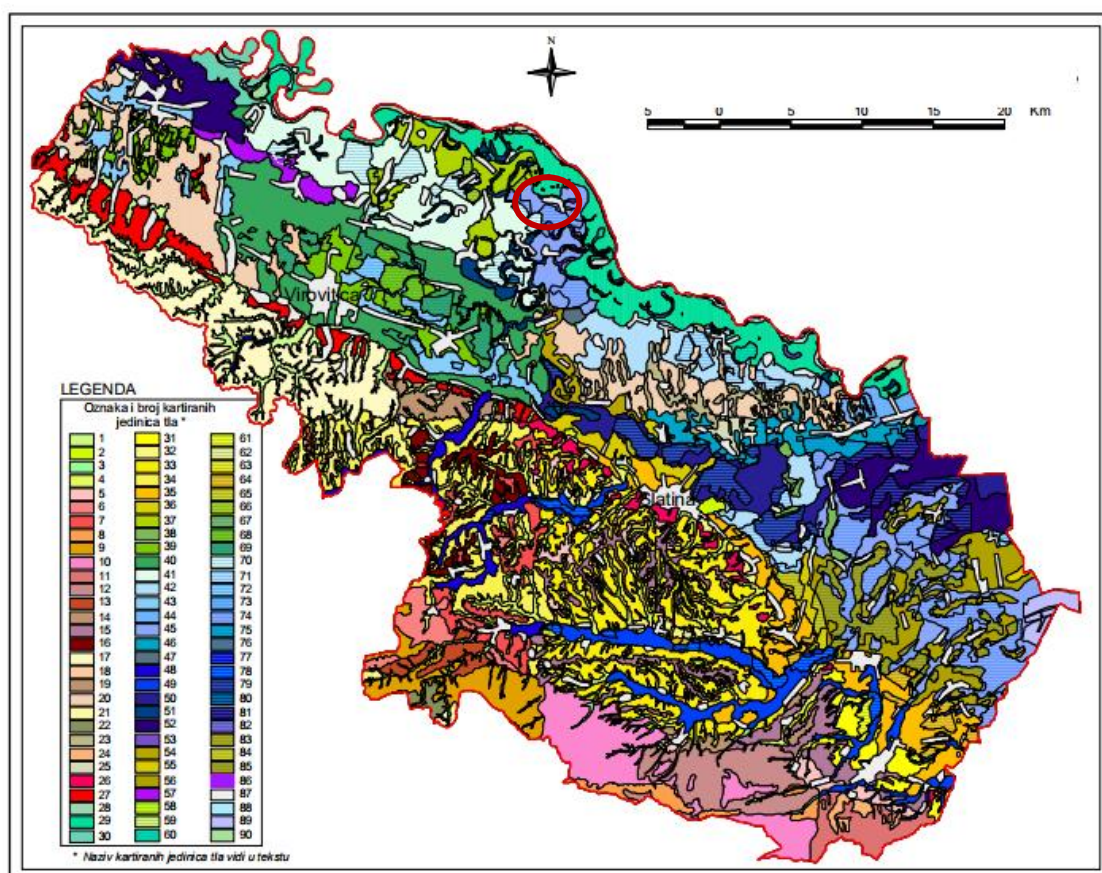 N
5 0 5 10 15 20 Km
Virovitica
Slatina
LEGENDA
Oznaka i broj kartiranih
jedinica tla *
1 31 61
2 32 62
3 33 63
4 34 64
5 35 65
6 36 66
7 37 67
8 38 68
9 39 69
10 40 70
11 41 71
12 42 72
13 43 73
14 44 74
15 45 75
16 46 76
17 47 77
18 48 78
19 49 79
20 50 80
21 51 81
22 52 82
23 53 83
24 54 84
25 55 85
26 56 86
27 57 87
28 58 88
29 59 89
30 60 90
* Naziv kartiranih jedinica tla vidi u tekstu